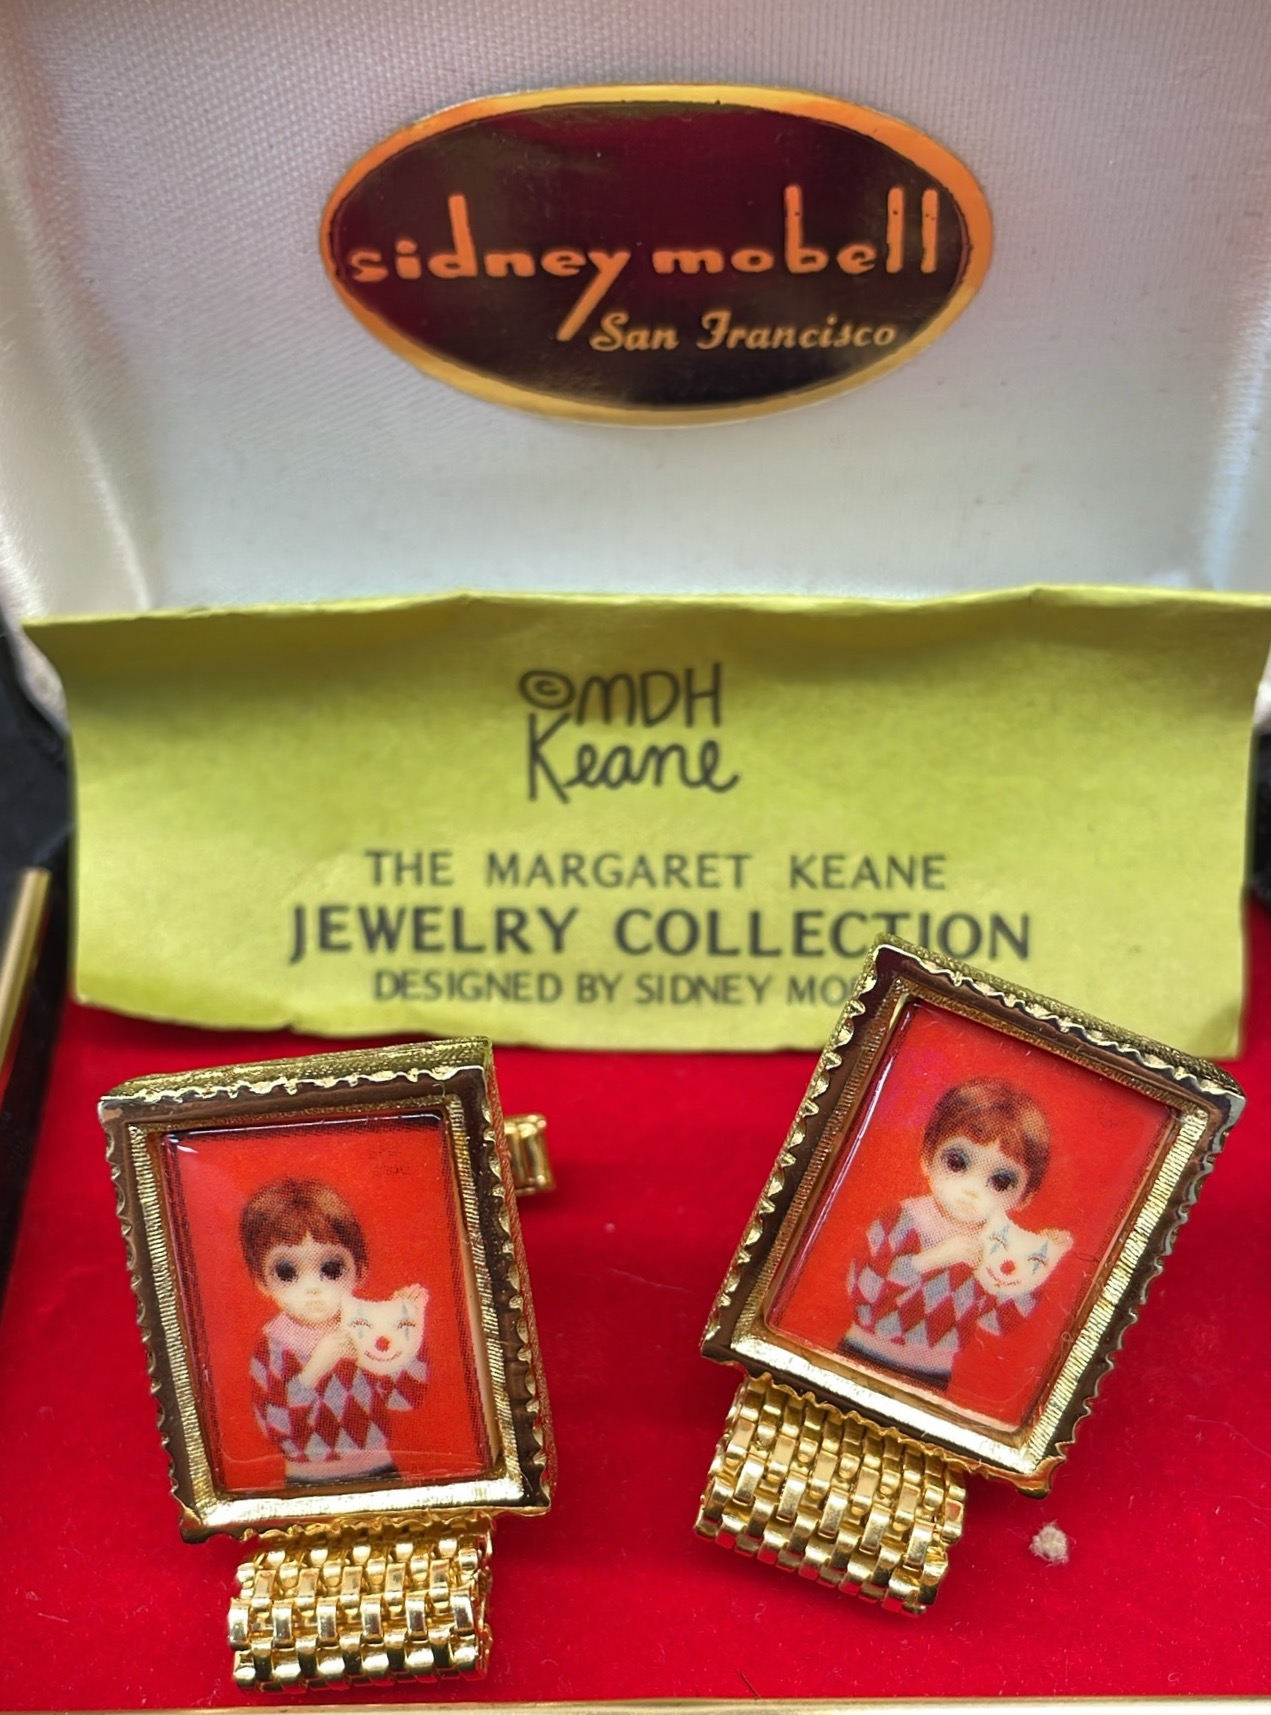 sidney mobell
San Francisco
©MDH
Keane
THE MARGARET KEANE
JEWELRY COLLECTION
DESIGNED BY SIDNEY